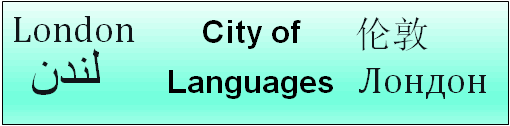 London
لندن
City of
Languages
伦敦
Лондон